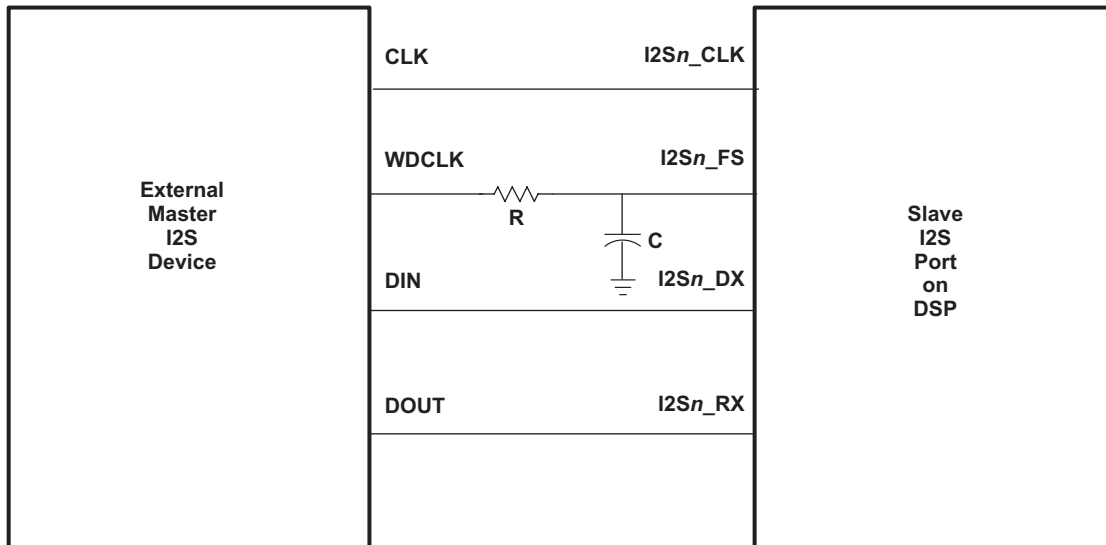 CLK
I2Sn_CLK
WDCLK
I2Sn_FS
External
Master
I2S
Device
R
C
Slave
I2S
Port
on
DSP
DIN
I2Sn_DX
DOUT
I2Sn_RX